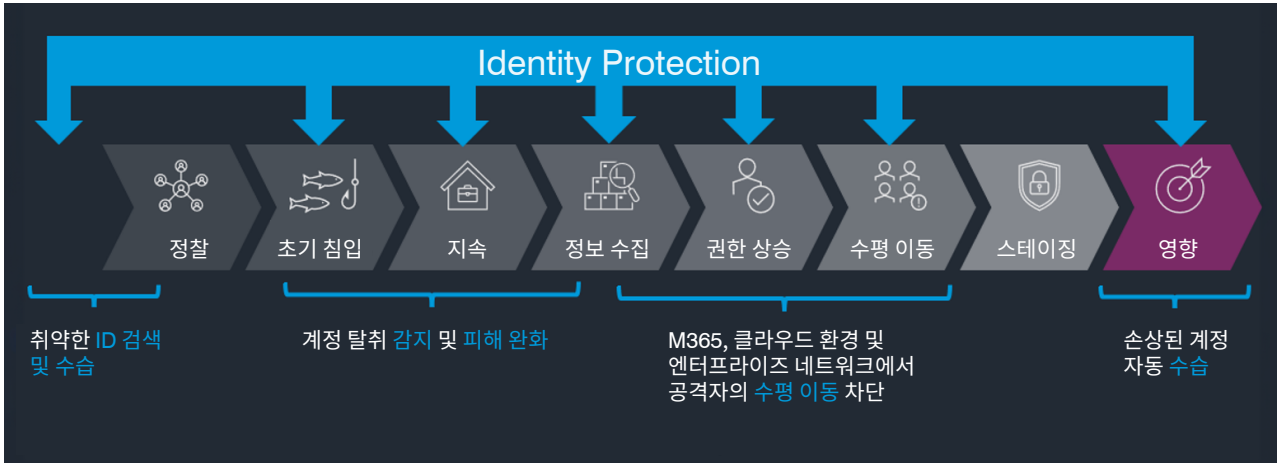 Identity Protection
정찰
초기 침입
지속
정보 수집
권한 상승
수평 이동
스테이징
영향
취약한 ID 검색
및 수습
계정 탈취 감지 및 피해 완화
M365, 클라우드 환경 및
엔터프라이즈 네트워크에서
공격자의 수평 이동 차단
손상된 계정
자동 수습